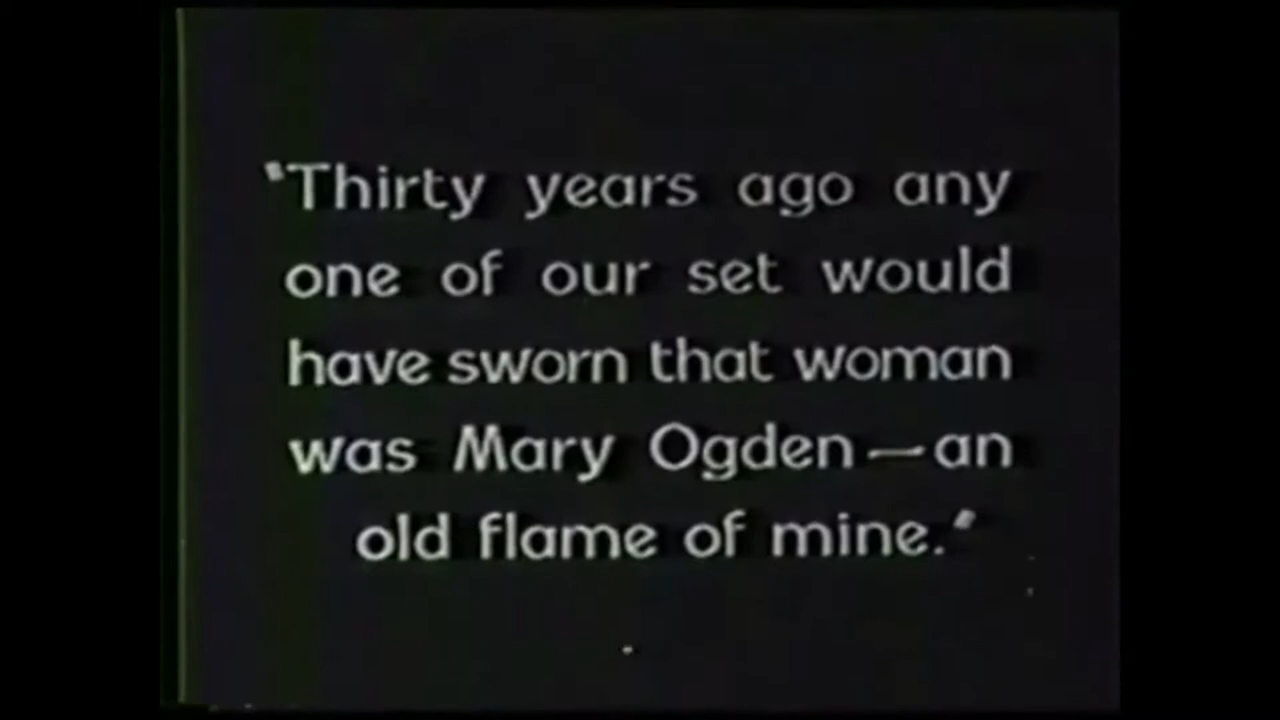 "Thirty years ago any
one of our set would
have sworn that woman
was Mary Ogden—an
old flame of mine."